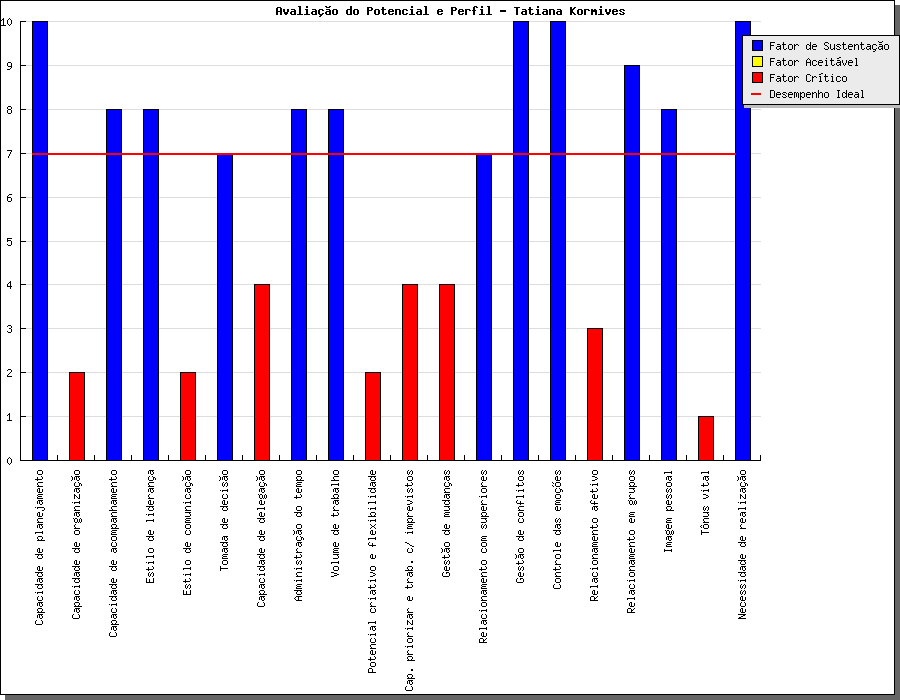 Avaliação do Potencial e Perfil - Tatiana Kormives
Fator de Sustentação
Fator Aceitável
Fator Crítico
Desempenho Ideal
10
9
8
7
6
5
4
3
2
1
0
Capacidade de planejamento
Capacidade de organização
Capacidade de acompanhamento
Estilo de liderança
Estilo de comunicação
Tomada de decisão
Capacidade de delegação
Administração do tempo
Volume de trabalho
Potencial criativo e flexibilidade
Cap. priorizar e trab. c/ imprevistos
Gestão de mudanças
Relacionamento com superiores
Gestão de conflitos
Controle das emoções
Relacionamento afetivo
Relacionamento em grupos
Imagem pessoal
Tônus vital
Necessidade de realização